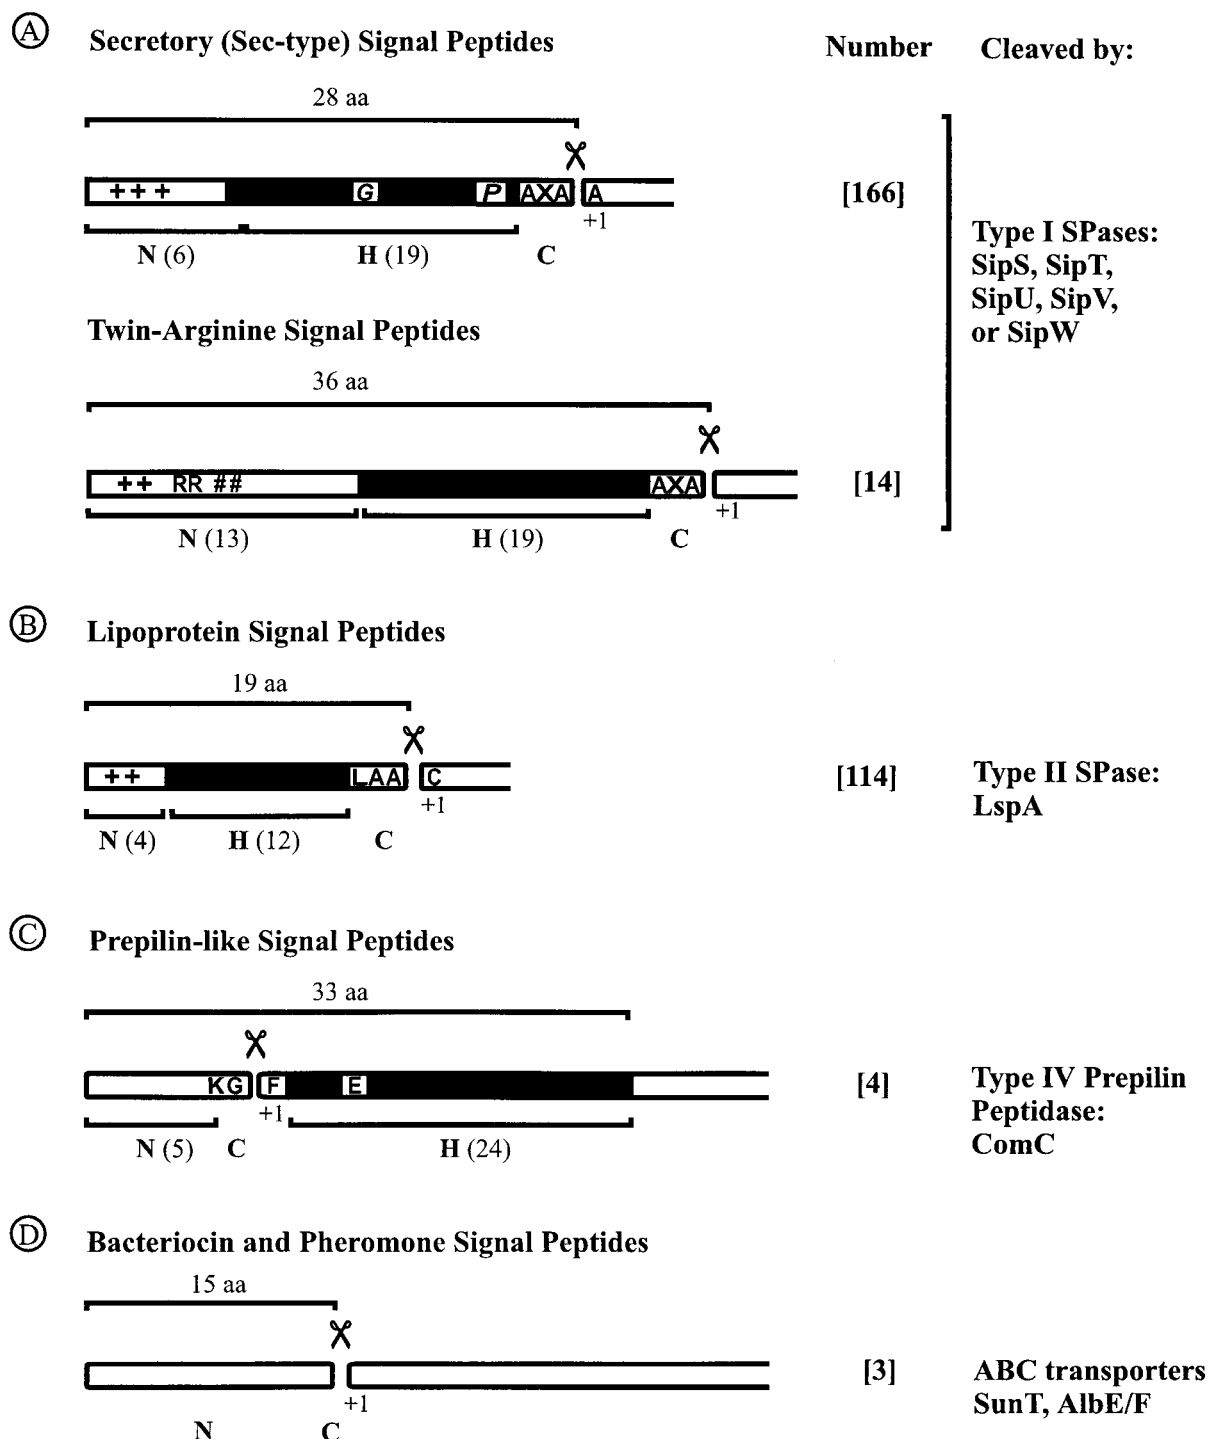 A Secretory (Sec-type) Signal Peptides Number Cleaved by:
28 aa
+++ G P AXA A [166]
+1
N (6) H (19) C
Type I SPases:
SipS, SipT,
SipU, SipV,
or SipW
Twin-Arginine Signal Peptides
36 aa
++ RR ## AXA [14]
+1
N (13) H (19) C
B Lipoprotein Signal Peptides
19 aa
++ LAA C [114] Type II SPase:
LspA
+1
N (4) H (12) C
C Prepilin-like Signal Peptides
33 aa
KG F E [4] Type IV Prepilin
Peptidase:
ComC
+1
N (5) C H (24)
D Bacteriocin and Pheromone Signal Peptides
15 aa
[3] ABC transporters
SunT, AlbE/F
+1
N C